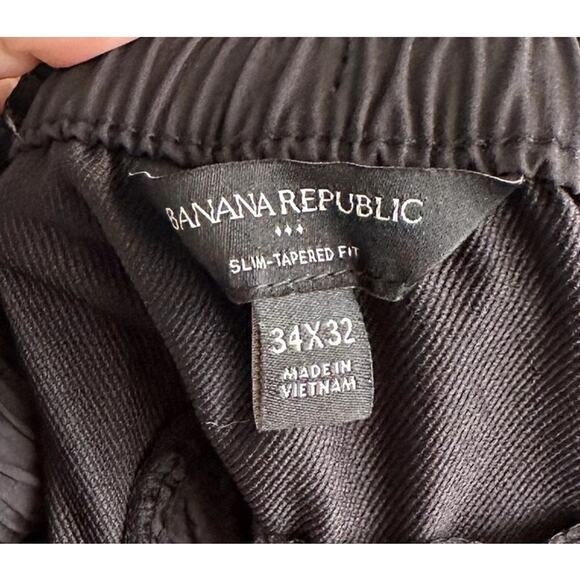 BANANA REPUBLIC
SLIM-TAPERED FIT
34X32
MADE IN
VIETNAM